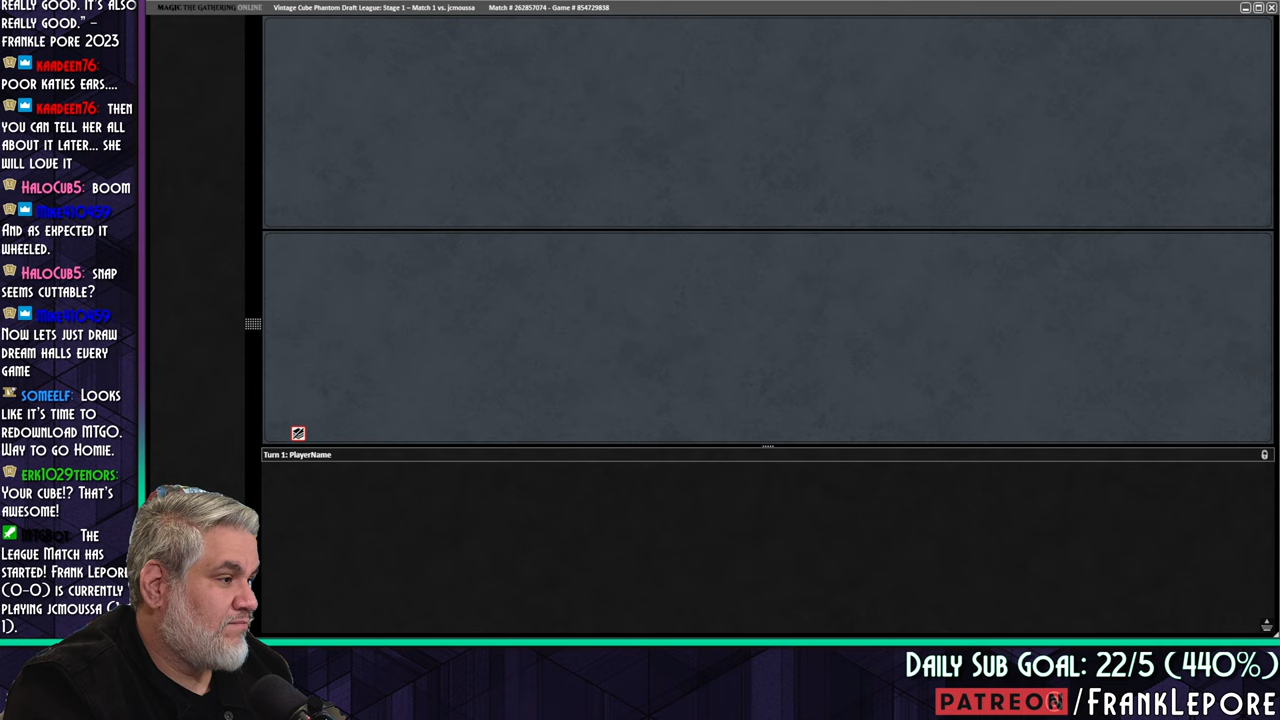 MAGIC THE GATHERING ONLINE Vintage Cube Phantom Draft League: Stage 1 – Match 1 vs. jcmoussa Match # 262857074 - Game # 854729838
REALLY GOOD. IT'S ALSO
REALLY GOOD." –
FRANKLE PORE 2023
KAADEEN76:
POOR KATIES EARS....
KAADEEN76: THEN
YOU CAN TELL HER ALL
ABOUT IT LATER... SHE
WILL LOVE IT
HALOCUB5: BOOM
MIKE410459:
AND AS EXPECTED IT
WHEELED.
HALOCUB5: SNAP
SEEMS CUTTABLE?
MIKE410459:
NOW LETS JUST DRAW
DREAM HALLS EVERY
GAME
SOMEELF: LOOKS
LIKE IT'S TIME TO
REDOWNLOAD MTGO.
WAY TO GO HOMIE.
ERK1029TENORS:
YOUR CUBE!? THAT'S
AWESOME!
MTGBOT: THE
LEAGUE MATCH HAS
STARTED! FRANK LEPORE
(0-0) IS CURRENTLY
PLAYING JCMOUSSA
1).
Turn 1: PlayerName
DAILY SUB GOAL: 22/5 (440%)
PATREON /FRANKLEPORE